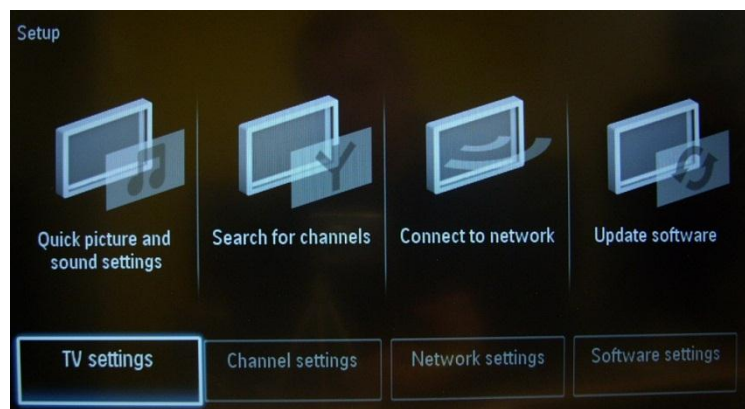 Setup
Quick picture and
sound settings
Search for channels
Connect to network
Update software
TV settings
Channel settings
Network settings
Software settings